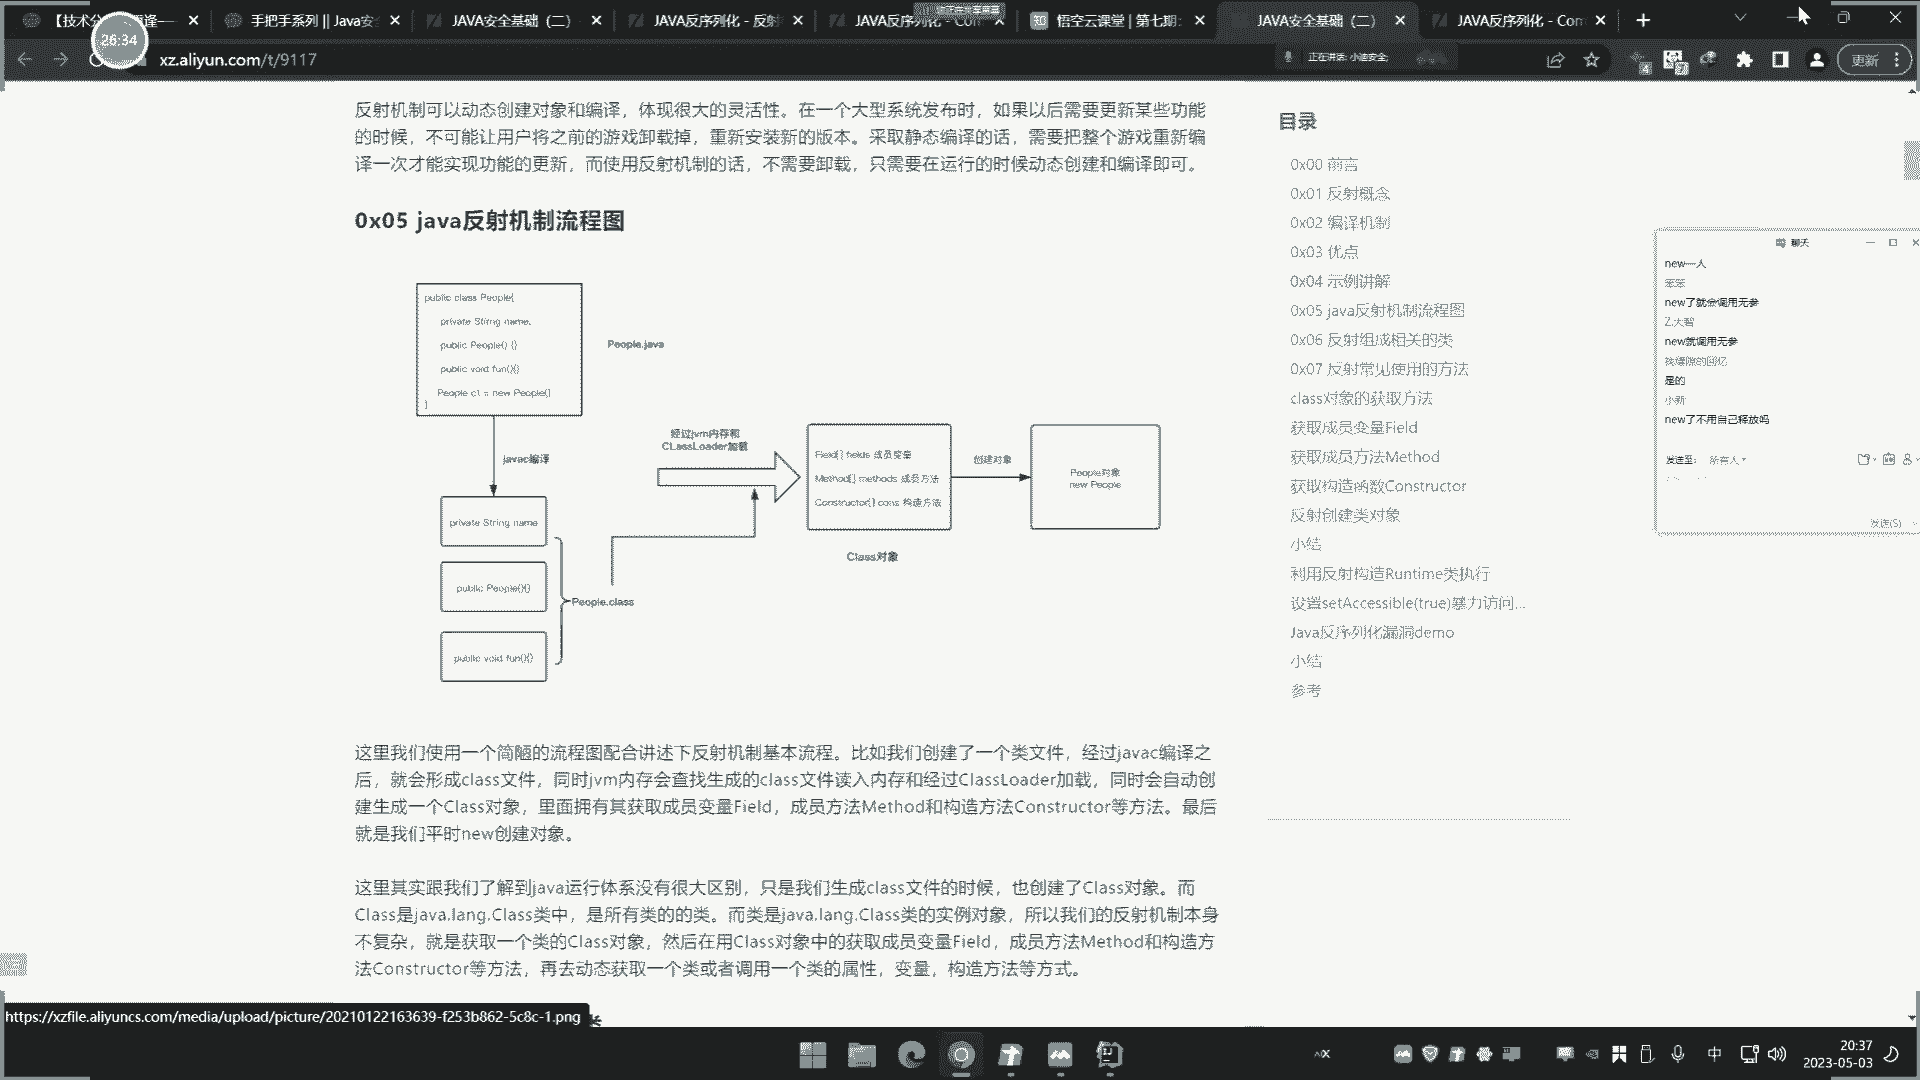 【技术分
手把手系列 || Java安
JAVA安全基础（二）
JAVA反序列化 - 反射
JAVA反序列化 - Com
悟空云课堂 | 第七期:
JAVA安全基础（二）
JAVA反序列化 - Com
26:34
xz.aliyun.com/t/9117
正在讲话: 小迪安全;
更新
反射机制可以动态创建对象和编译，体现很大的灵活性。在一个大型系统发布时，如果以后需要更新某些功能
的时候，不可能让用户将之前的游戏卸载掉，重新安装新的版本。采取静态编译的话，需要把整个游戏重新编
译一次才能实现功能的更新，而使用反射机制的话，不需要卸载，只需要在运行的时候动态创建和编译即可。
0x05 java反射机制流程图
public class People{
private String name;
public People() {}
public void fun(){}
People c1 = new People()
}
People.java
javac编译
private String name
public People(){}
public void fun(){}
People.class
经过jvm内存和
CLassLoader加载
Field[] fields 成员变量
Method[] methods 成员方法
Constructor[] cons 构造方法
Class对象
创建对象
People对象
new People
这里我们使用一个简陋的流程图配合讲述下反射机制基本流程。比如我们创建了一个类文件，经过javac编译之
后，就会形成class文件，同时jvm内存会查找生成的class文件读入内存和经过ClassLoader加载，同时会自动创
建生成一个Class对象，里面拥有其获取成员变量Field，成员方法Method和构造方法Constructor等方法。最后
就是我们平时new创建对象。
这里其实跟我们了解到java运行体系没有很大区别，只是我们生成class文件的时候，也创建了Class对象。而
Class是java.lang.Class类中，是所有类的的类。而类是java.lang.Class类的实例对象，所以我们的反射机制本身
不复杂，就是获取一个类的Class对象，然后在用Class对象中的获取成员变量Field，成员方法Method和构造方
法Constructor等方法，再去动态获取一个类或者调用一个类的属性，变量，构造方法等方式。
目录
0x00 前言
0x01 反射概念
0x02 编译机制
0x03 优点
0x04 示例讲解
0x05 java反射机制流程图
0x06 反射组成相关的类
0x07 反射常见使用的方法
class对象的获取方法
获取成员变量Field
获取成员方法Method
获取构造函数Constructor
反射创建类对象
小结
利用反射构造Runtime类执行
设置setAccessible(true)暴力访问...
Java反序列化漏洞demo
小结
参考
聊天
new一人
笨笨
new了就会调用无参
Z.大智
new就调用无参
是的
小新
new了不用自己释放吗
发送至: 所有人
发送(S)
https://xzfile.aliyuncs.com/media/upload/picture/20210122163639-f253b862-5c8c-1.png
中
20:37
2023-05-03